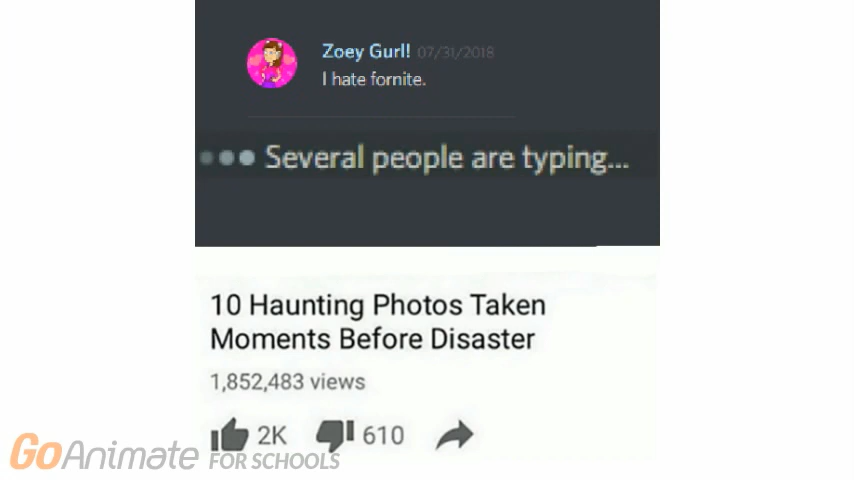 Zoey Gurl! 07/31/2018
I hate fornite.
Several people are typing...
10 Haunting Photos Taken
Moments Before Disaster
1,852,483 views
2K 610
GoAnimate FOR SCHOOLS